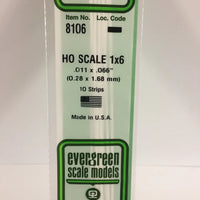 Item No. Loc. Code
8106
HO SCALE 1x6
.011 x .066"
(0.28 x 1.68 mm)
10 Strips
Made in U.S.A.
evergreen
scale models